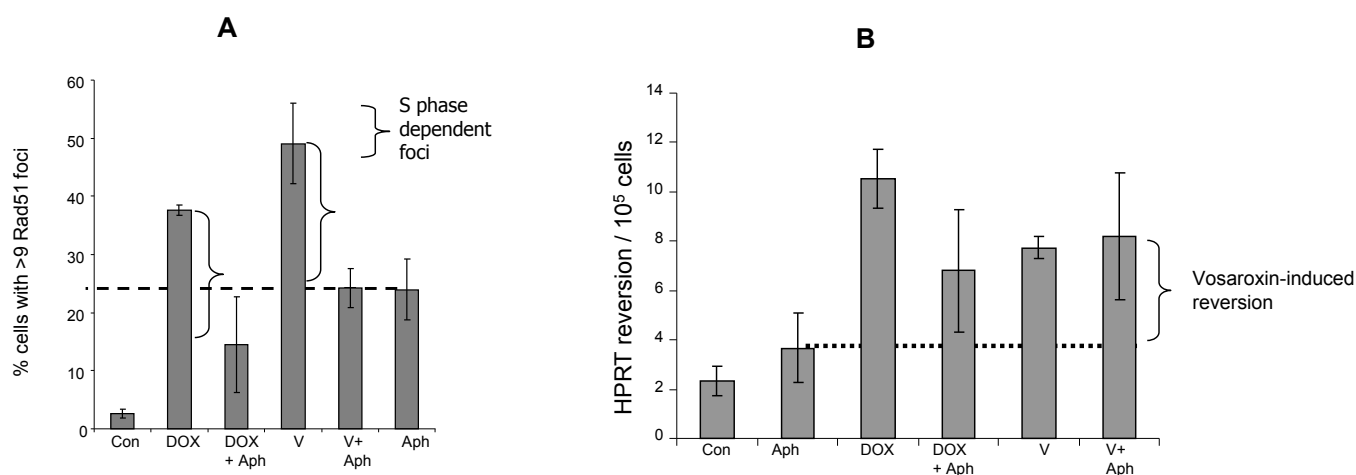 A
% cells with >9 Rad51 foci
60
50
40
30
20
10
0
S phase
dependent
foci
Con
DOX
DOX
+ Aph
V
V+
Aph
Aph
B
HPRT reversion / 10⁵ cells
14
12
10
8
6
4
2
0
Vosaroxin-induced
reversion
Con
Aph
DOX
DOX
+ Aph
V
V+
Aph